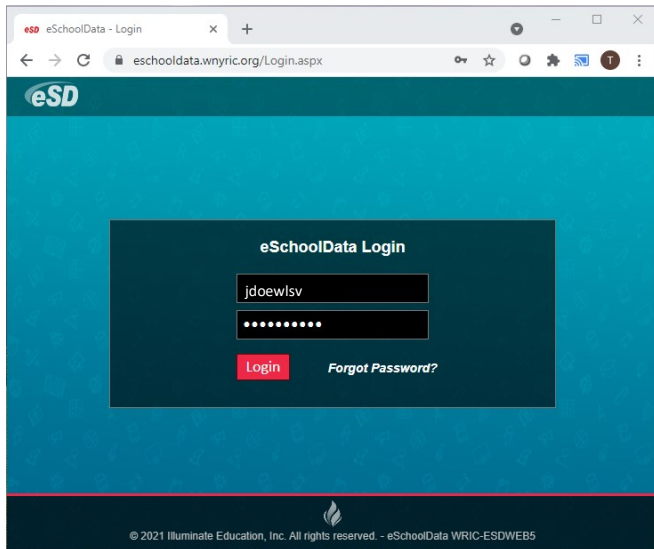 eSD eSchoolData - Login
eschooldata.wnyric.org/Login.aspx
T
eSD
eSchoolData Login
jdoewlsv
••••••••••
Login Forgot Password?
© 2021 Illuminate Education, Inc. All rights reserved. - eSchoolData WRIC-ESDWEB5